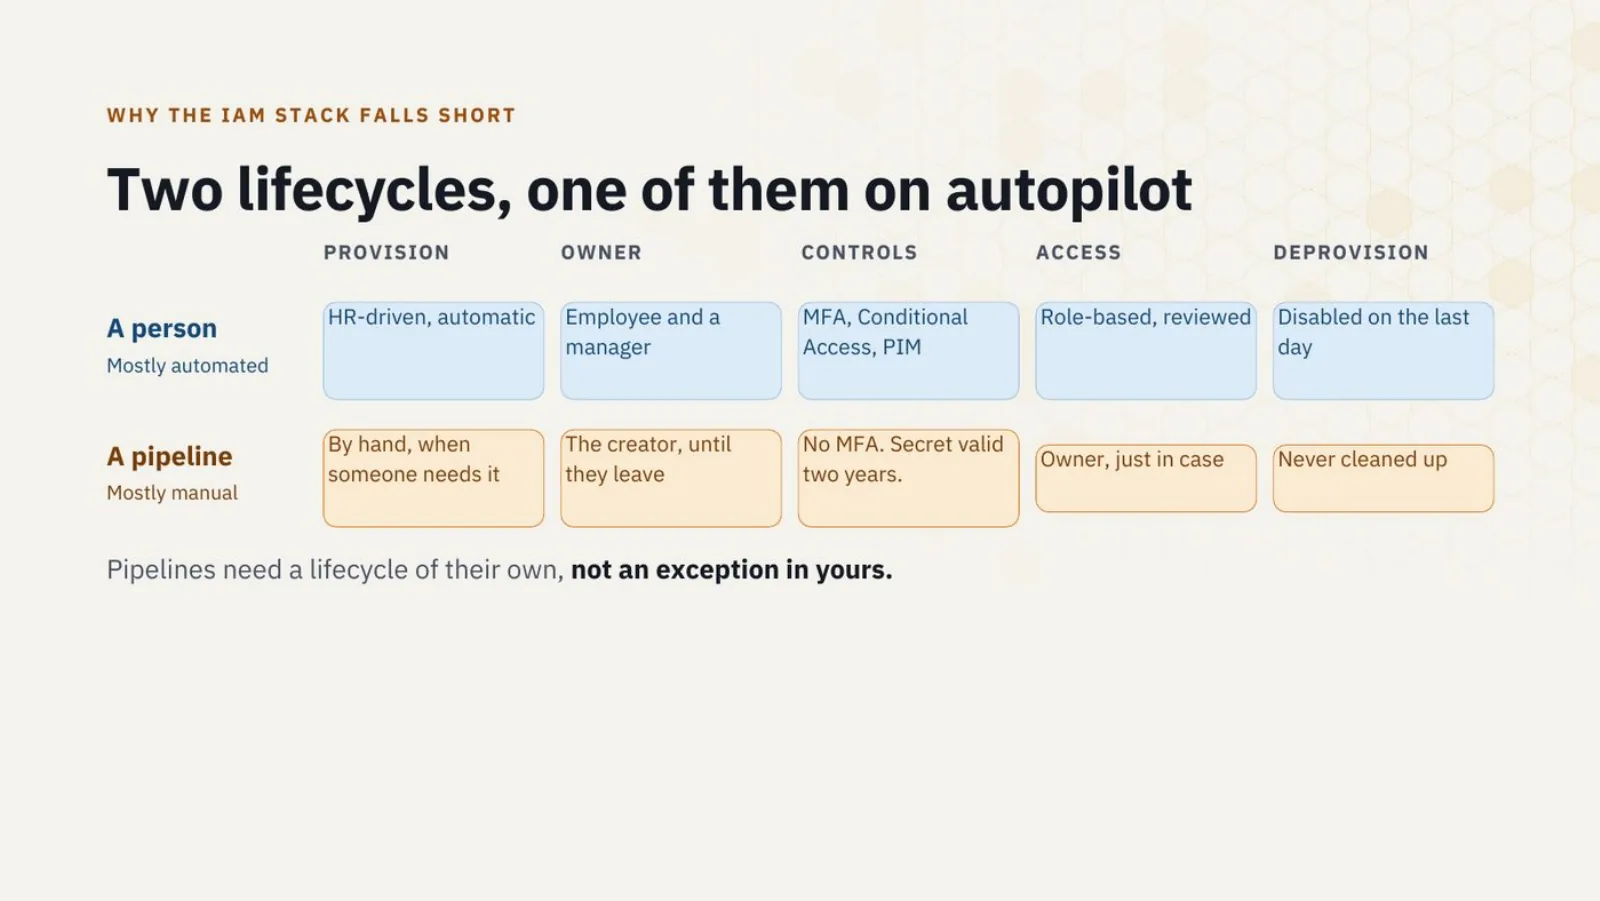 WHY THE IAM STACK FALLS SHORT
Two lifecycles, one of them on autopilot
PROVISION OWNER CONTROLS ACCESS DEPROVISION
A person
Mostly automated
HR-driven, automatic
Employee and a
manager
MFA, Conditional
Access, PIM
Role-based, reviewed
Disabled on the last
day
A pipeline
Mostly manual
By hand, when
someone needs it
The creator, until
they leave
No MFA. Secret valid
two years.
Owner, just in case
Never cleaned up
Pipelines need a lifecycle of their own, not an exception in yours.